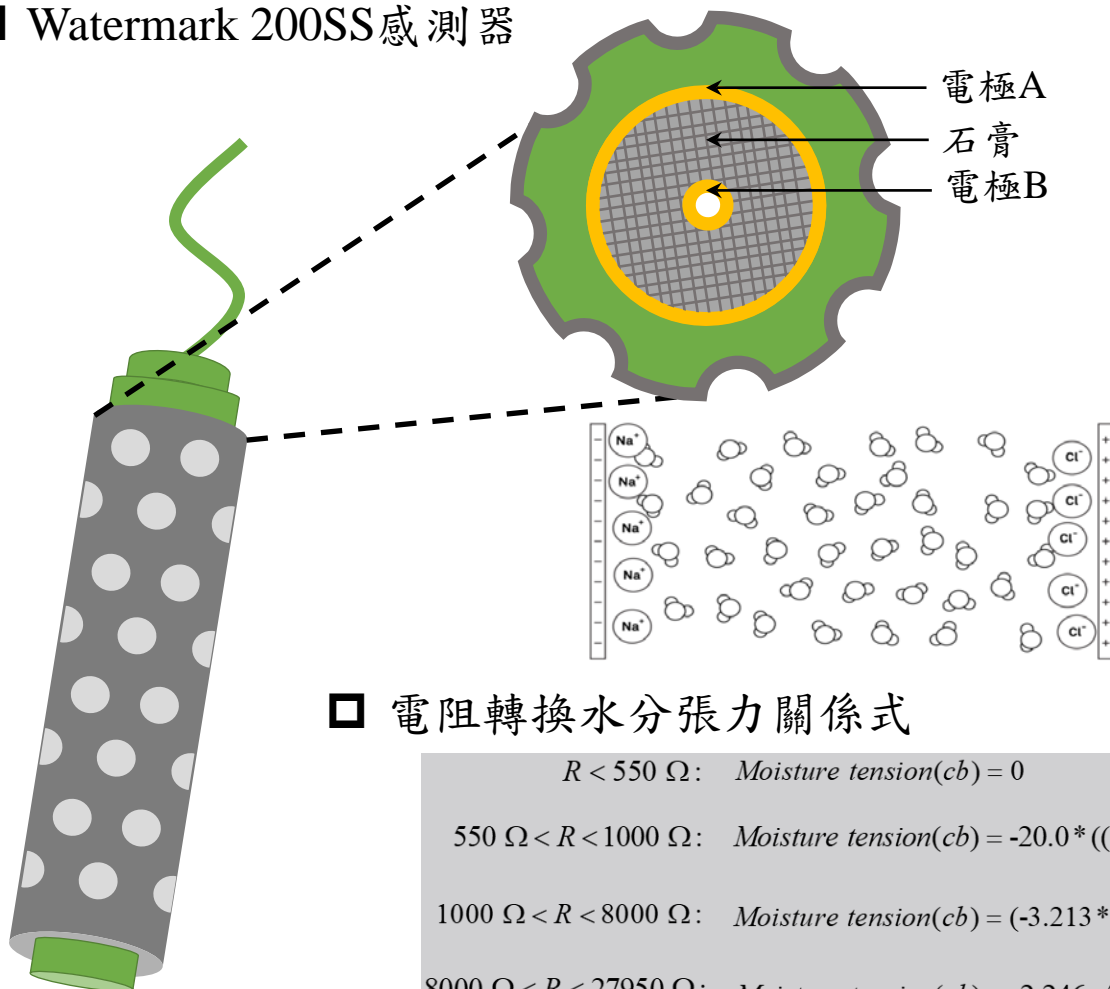 Watermark 200SS感測器
電極A
石膏
電極B
Na⁺ Cl⁻
Na⁺ Cl⁻
Na⁺ Cl⁻
Na⁺ Cl⁻
Na⁺ Cl⁻
電阻轉換水分張力關係式
R < 550 Ω: Moisture tension(cb) = 0
550 Ω < R < 1000 Ω: Moisture tension(cb) = -20.0 * ((
1000 Ω < R < 8000 Ω: Moisture tension(cb) = (-3.213 *
8000 Ω < R < 27950 Ω: